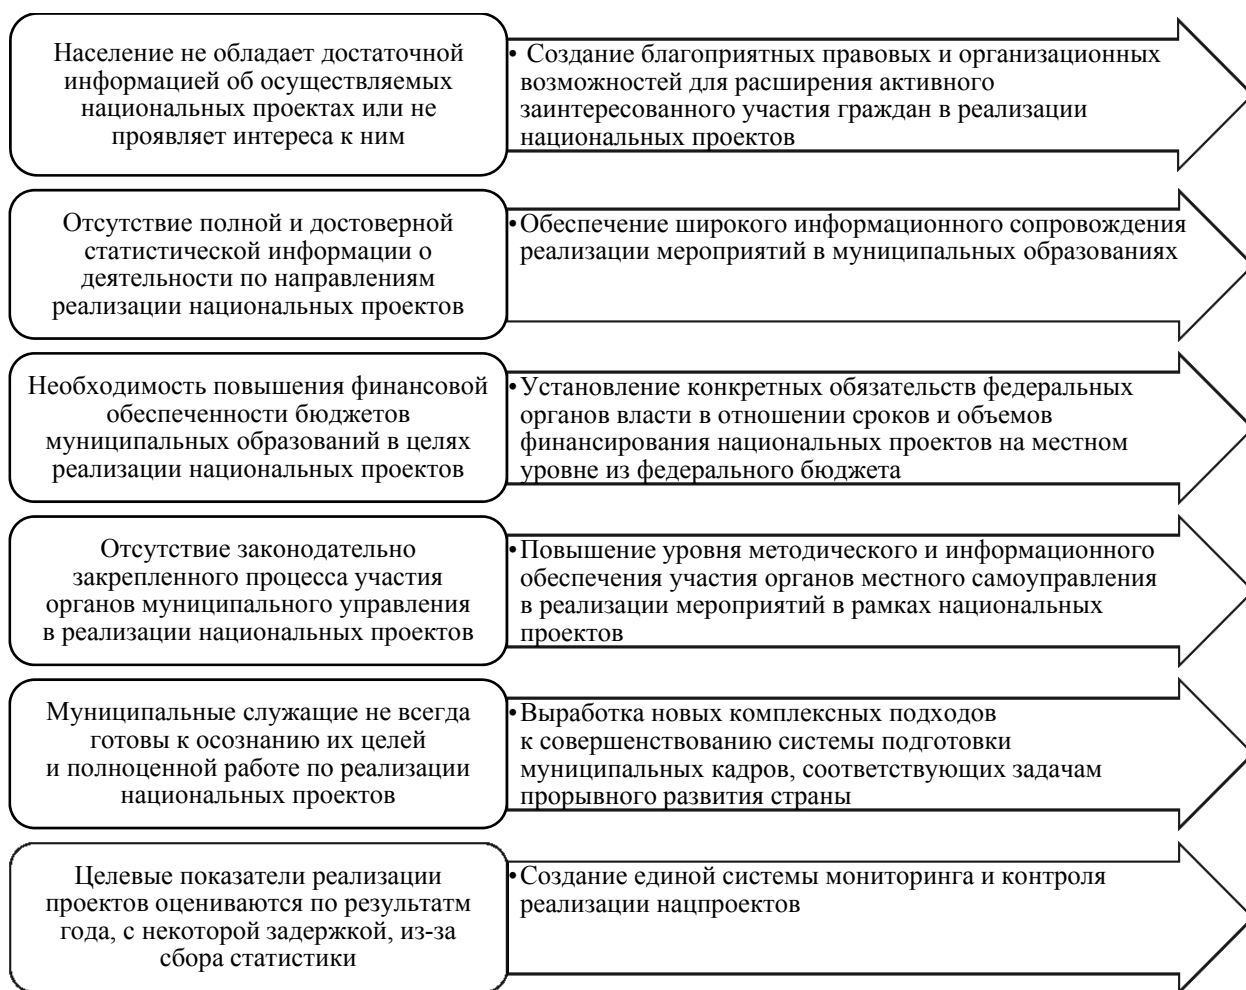 Население не обладает достаточной
информацией об осуществляемых
национальных проектах или не
проявляет интереса к ним
• Создание благоприятных правовых и организационных
возможностей для расширения активного
заинтересованного участия граждан в реализации
национальных проектов
Отсутствие полной и достоверной
статистической информации о
деятельности по направлениям
реализации национальных проектов
• Обеспечение широкого информационного сопровождения
реализации мероприятий в муниципальных образованиях
Необходимость повышения финансовой
обеспеченности бюджетов
муниципальных образований в целях
реализации национальных проектов
• Установление конкретных обязательств федеральных
органов власти в отношении сроков и объемов
финансирования национальных проектов на местном
уровне из федерального бюджета
Отсутствие законодательно
закрепленного процесса участия
органов муниципального управления
в реализации национальных проектов
• Повышение уровня методического и информационного
обеспечения участия органов местного самоуправления
в реализации мероприятий в рамках национальных
проектов
Муниципальные служащие не всегда
готовы к осознанию их целей
и полноценной работе по реализации
национальных проектов
• Выработка новых комплексных подходов
к совершенствованию системы подготовки
муниципальных кадров, соответствующих задачам
прорывного развития страны
Целевые показатели реализации
проектов оцениваются по результатм
года, с некоторой задержкой, из-за
сбора статистики
• Создание единой системы мониторинга и контроля
реализации нацпроектов